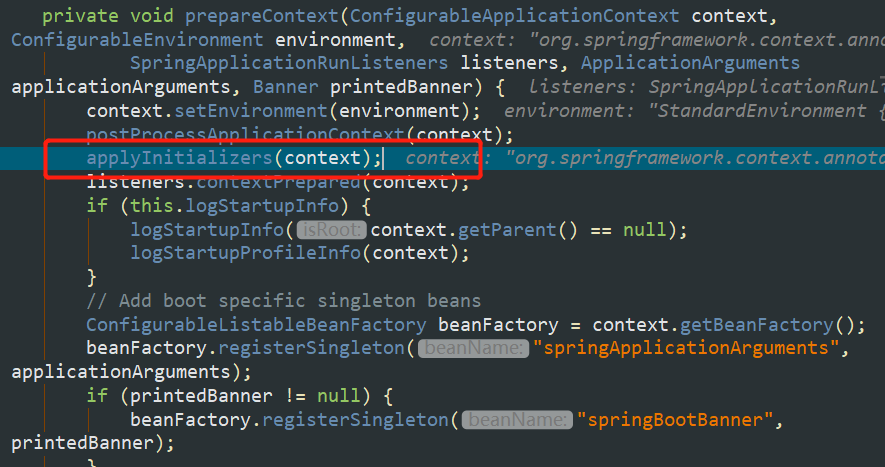 private void prepareContext(ConfigurableApplicationContext context,
ConfigurableEnvironment environment, context: "org.springframework.context.anno
SpringApplicationRunListeners listeners, ApplicationArguments
applicationArguments, Banner printedBanner) { listeners: SpringApplicationRunLi
context.setEnvironment(environment); environment: "StandardEnvironment {
postProcessApplicationContext(context);
applyInitializers(context); context: "org.springframework.context.annota
listeners.contextPrepared(context);
if (this.logStartupInfo) {
logStartupInfo( isRoot: context.getParent() == null);
logStartupProfileInfo(context);
}
// Add boot specific singleton beans
ConfigurableListableBeanFactory beanFactory = context.getBeanFactory();
beanFactory.registerSingleton( beanName: "springApplicationArguments",
applicationArguments);
if (printedBanner != null) {
beanFactory.registerSingleton( beanName: "springBootBanner",
printedBanner);
}